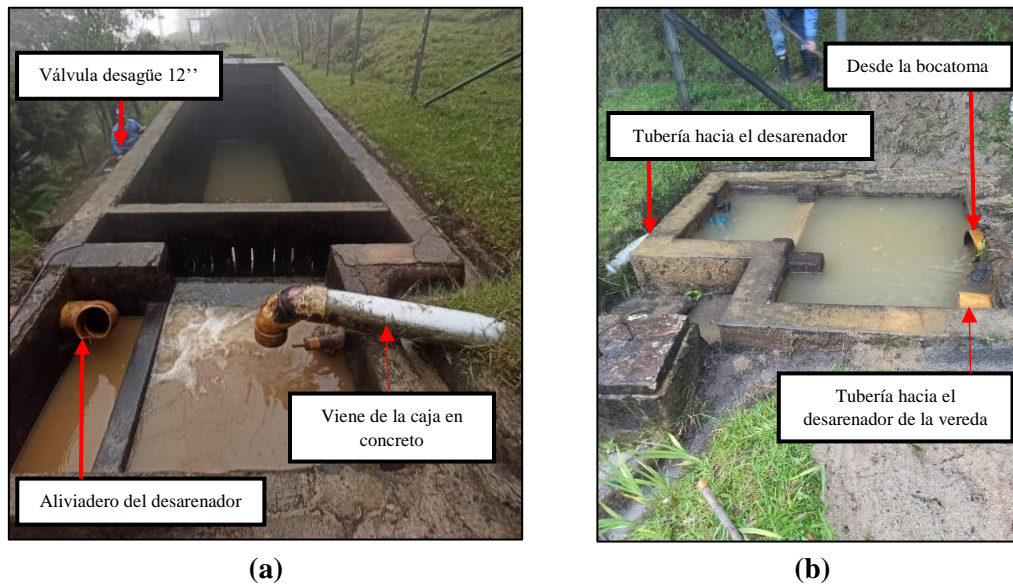 Válvula desagüe 12’’
Viene de la caja en
concreto
Aliviadero del desarenador
(a)
Desde la bocatoma
Tubería hacia el desarenador
Tubería hacia el
desarenador de la vereda
(b)